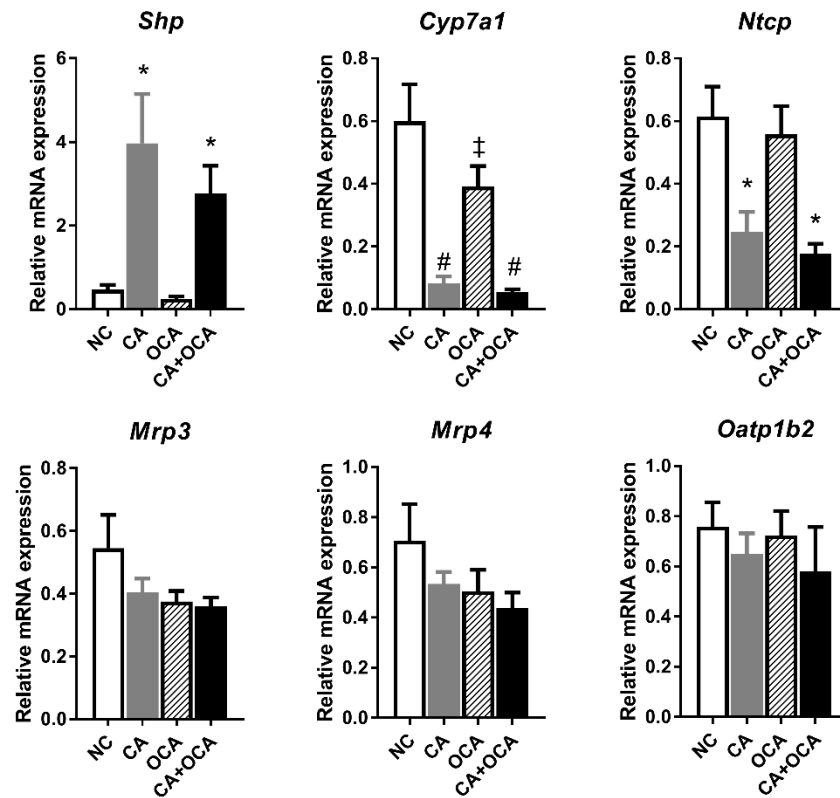 Shp
Cyp7a1
Ntcp
Relative mRNA expression
6
4
2
0
*
*
NC
CA
OCA
CA+OCA
Relative mRNA expression
0.8
0.6
0.4
0.2
0.0
#
‡
#
NC
CA
OCA
CA+OCA
Relative mRNA expression
0.8
0.6
0.4
0.2
0.0
*
*
NC
CA
OCA
CA+OCA
Mrp3
Mrp4
Oatp1b2
Relative mRNA expression
0.8
0.6
0.4
0.2
0.0
NC
CA
OCA
CA+OCA
Relative mRNA expression
1.0
0.8
0.6
0.4
0.2
0.0
NC
CA
OCA
CA+OCA
Relative mRNA expression
1.0
0.8
0.6
0.4
0.2
0.0
NC
CA
OCA
CA+OCA